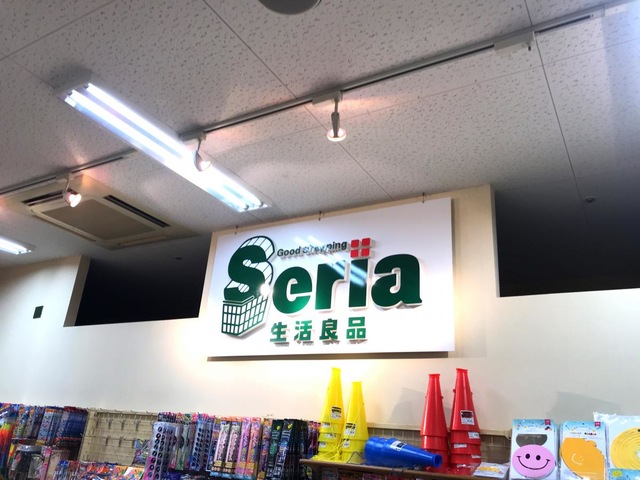 Good Shopping
Seria
生活良品